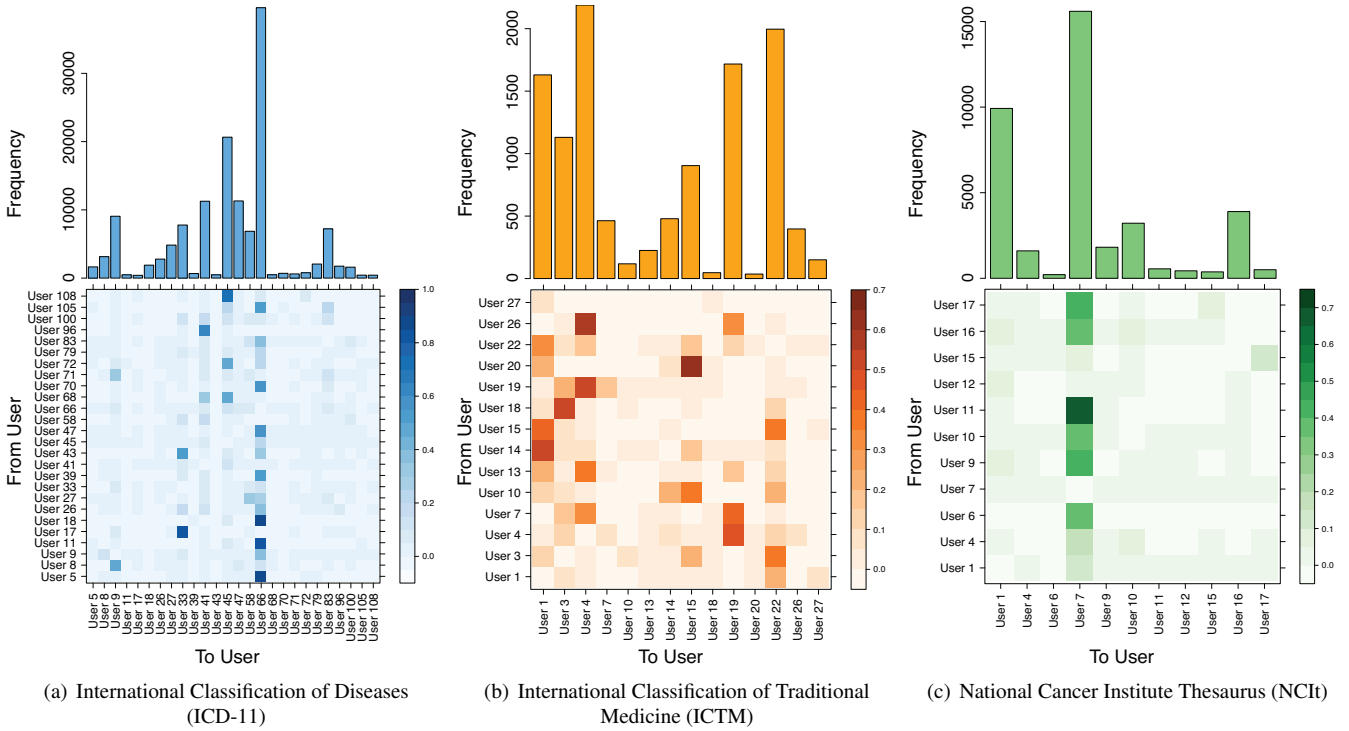 Frequency
0
10000
20000
30000
User 108
User 105
User 100
User 96
User 83
User 79
User 72
User 71
User 70
User 68
User 66
User 58
User 47
User 45
User 43
User 41
User 39
User 33
User 27
User 26
User 18
User 17
User 11
User 9
User 8
User 5
From User
1.0
0.8
0.6
0.4
0.2
0.0
User 5
User 8
User 9
User 11
User 17
User 18
User 26
User 27
User 33
User 39
User 41
User 43
User 45
User 47
User 58
User 66
User 68
User 70
User 71
User 72
User 79
User 83
User 96
User 100
User 105
User 108
To User
(a) International Classification of Diseases
(ICD-11)
Frequency
0
500
1000
1500
2000
User 27
User 26
User 22
User 20
User 19
User 18
User 15
User 14
User 13
User 10
User 7
User 4
User 3
User 1
From User
0.7
0.6
0.5
0.4
0.3
0.2
0.1
0.0
User 1
User 3
User 4
User 7
User 10
User 13
User 14
User 15
User 18
User 19
User 20
User 22
User 26
User 27
To User
(b) International Classification of Traditional
Medicine (ICTM)
Frequency
0
5000
10000
15000
User 17
User 16
User 15
User 12
User 11
User 10
User 9
User 7
User 6
User 4
User 1
From User
0.7
0.6
0.5
0.4
0.3
0.2
0.1
0.0
User 1
User 4
User 6
User 7
User 9
User 10
User 11
User 12
User 15
User 16
User 17
To User
(c) National Cancer Institute Thesaurus (NCIt)